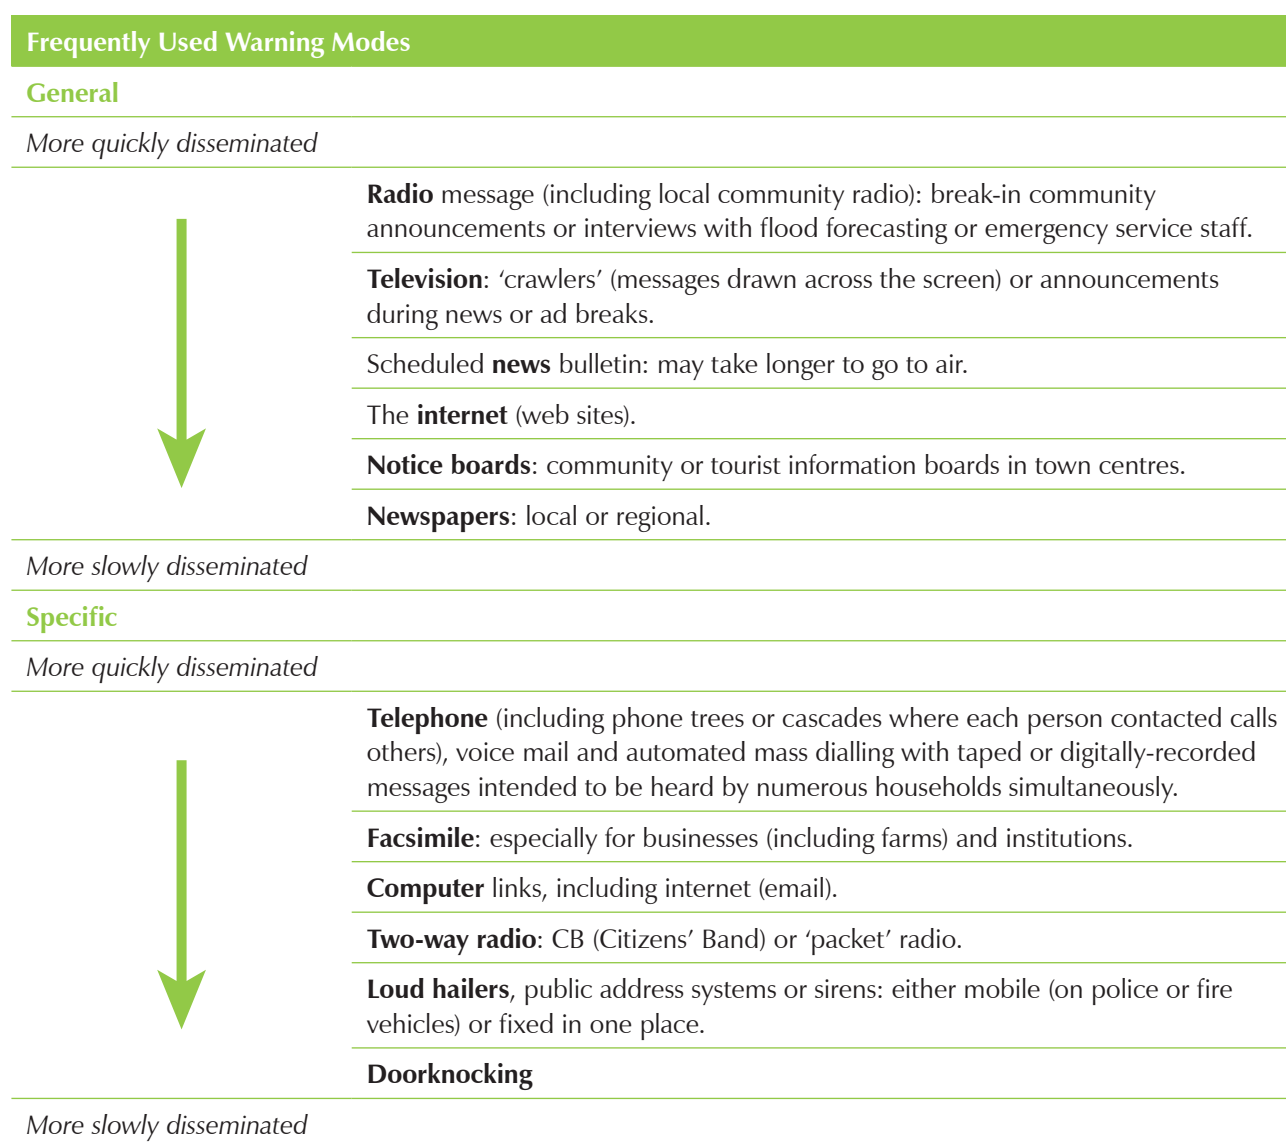 Frequently Used Warning Modes
General
More quickly disseminated
Radio message (including local community radio): break-in community
announcements or interviews with flood forecasting or emergency service staff.
Television: ‘crawlers’ (messages drawn across the screen) or announcements
during news or ad breaks.
Scheduled news bulletin: may take longer to go to air.
The internet (web sites).
Notice boards: community or tourist information boards in town centres.
Newspapers: local or regional.
More slowly disseminated
Specific
More quickly disseminated
Telephone (including phone trees or cascades where each person contacted calls
others), voice mail and automated mass dialling with taped or digitally-recorded
messages intended to be heard by numerous households simultaneously.
Facsimile: especially for businesses (including farms) and institutions.
Computer links, including internet (email).
Two-way radio: CB (Citizens’ Band) or ‘packet’ radio.
Loud hailers, public address systems or sirens: either mobile (on police or fire
vehicles) or fixed in one place.
Doorknocking
More slowly disseminated